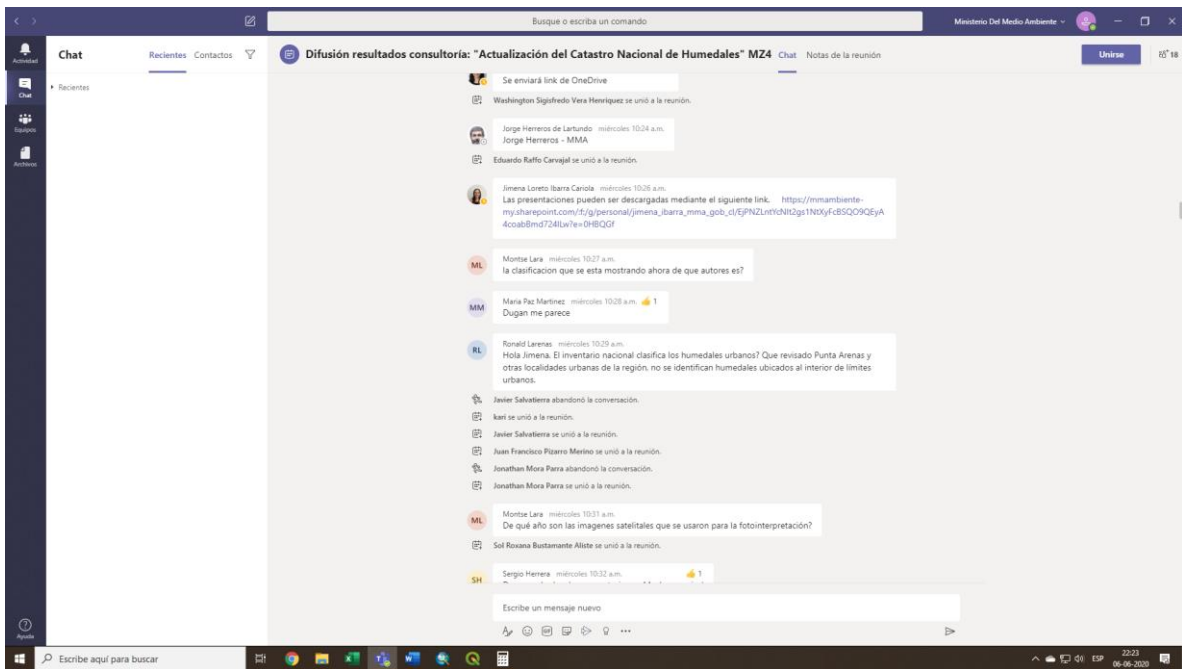 Busque o escriba un comando
Ministerio Del Medio Ambiente
Actividad
Chat
Equipos
Archivos
Ayuda
Chat
Recientes
Contactos
Recientes
Difusión resultados consultoría: "Actualización del Catastro Nacional de Humedales" MZ4
Chat
Notas de la reunión
Unirse
18
Se enviará link de OneDrive
Washington Sigisfredo Vera Henriquez se unió a la reunión.
Jorge Herreros de Lartundo miércoles 10:24 a.m.
Jorge Herreros - MMA
Eduardo Raffo Carvajal se unió a la reunión.
Jimena Loreto Ibarra Cariola miércoles 10:26 a.m.
Las presentaciones pueden ser descargadas mediante el siguiente link. https://mmambiente-
my.sharepoint.com/:f:/g/personal/jimena_ibarra_mma_gob_cl/EjPNZLntYcNIt2gs1NtXyFcBSQO9QEyA
4coabBmd724ILw?e=0HBQGf
ML
Montse Lara miércoles 10:27 a.m.
la clasificacion que se esta mostrando ahora de que autores es?
MM
Maria Paz Martinez miércoles 10:28 a.m. 👍 1
Dugan me parece
RL
Ronald Larenas miércoles 10:29 a.m.
Hola Jimena. El inventario nacional clasifica los humedales urbanos? Que revisado Punta Arenas y
otras localidades urbanas de la región, no se identifican humedales ubicados al interior de límites
urbanos.
Javier Salvatierra abandonó la conversación.
kari se unió a la reunión.
Javier Salvatierra se unió a la reunión.
Juan Francisco Pizarro Merino se unió a la reunión.
Jonathan Mora Parra abandonó la conversación.
Jonathan Mora Parra se unió a la reunión.
ML
Montse Lara miércoles 10:31 a.m.
De qué año son las imagenes satelitales que se usaron para la fotointerpretación?
Sol Roxana Bustamante Aliste se unió a la reunión.
SH
Sergio Herrera miércoles 10:32 a.m. 👍 1
Escribe un mensaje nuevo
GIF
Escribe aquí para buscar
ESP
22:23
06-06-2020